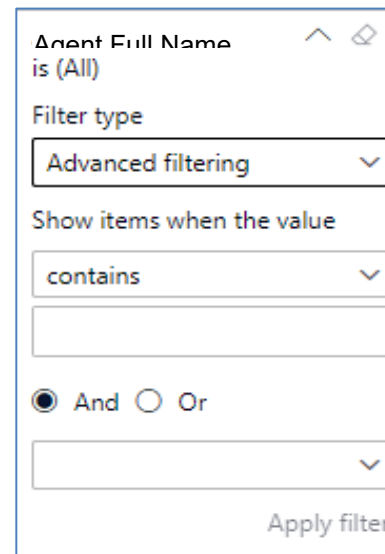 Agent Full Name
is (All)
Filter type
Advanced filtering
Show items when the value
contains
And Or
Apply filter